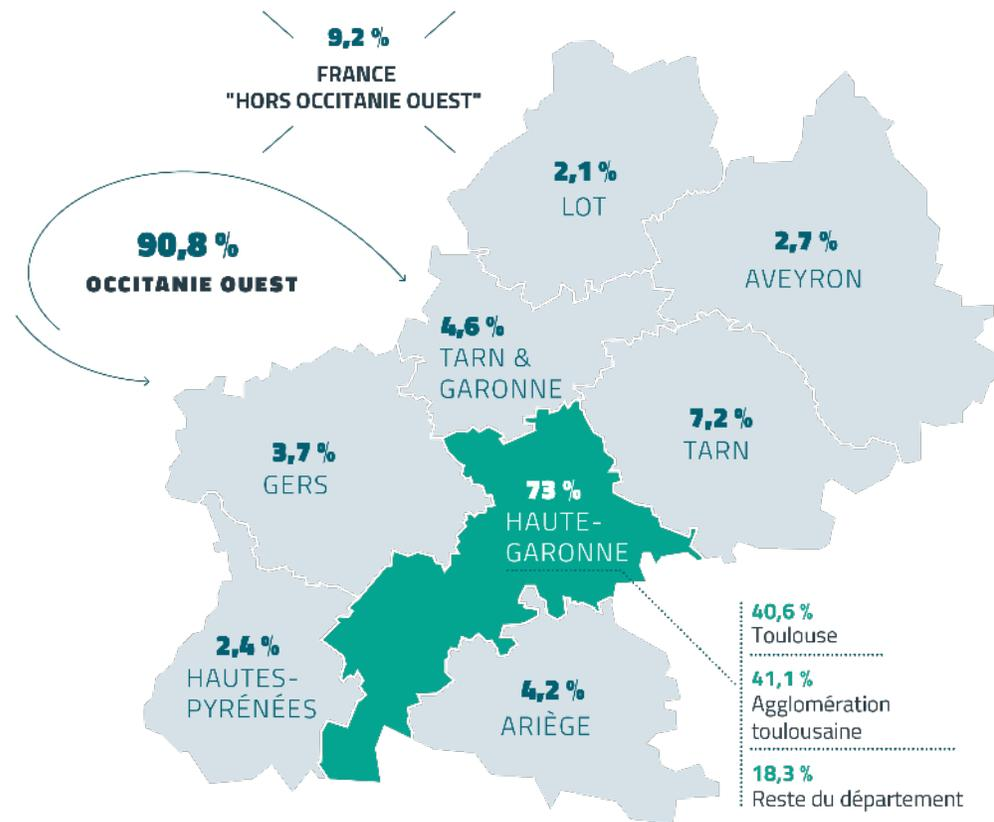 9,2 %
FRANCE
"HORS OCCITANIE OUEST"
90,8 %
OCCITANIE OUEST
2,1 %
LOT
2,7 %
AVEYRON
4,6 %
TARN &
GARONNE
7,2 %
TARN
3,7 %
GERS
73 %
HAUTE-
GARONNE
2,4 %
HAUTES-
PYRÉNÉES
4,2 %
ARIÈGE
40,6 %
Toulouse
41,1 %
Agglomération
toulousaine
18,3 %
Reste du département